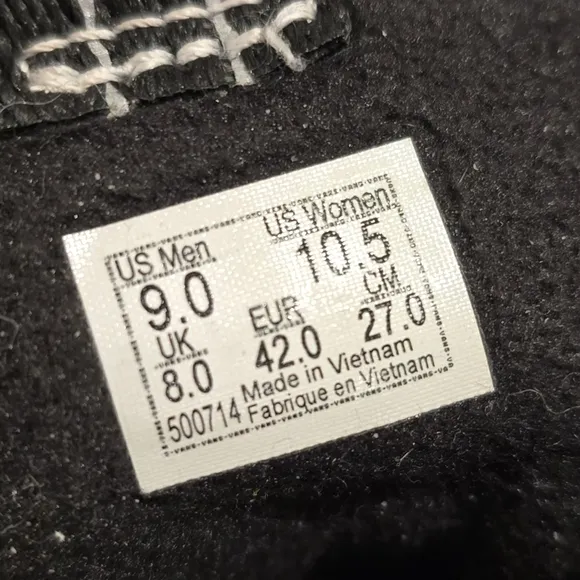 US Men US Women
9.0 10.5
UK EUR CM
8.0 42.0 27.0
Made in Vietnam
500714 Fabrique en Vietnam